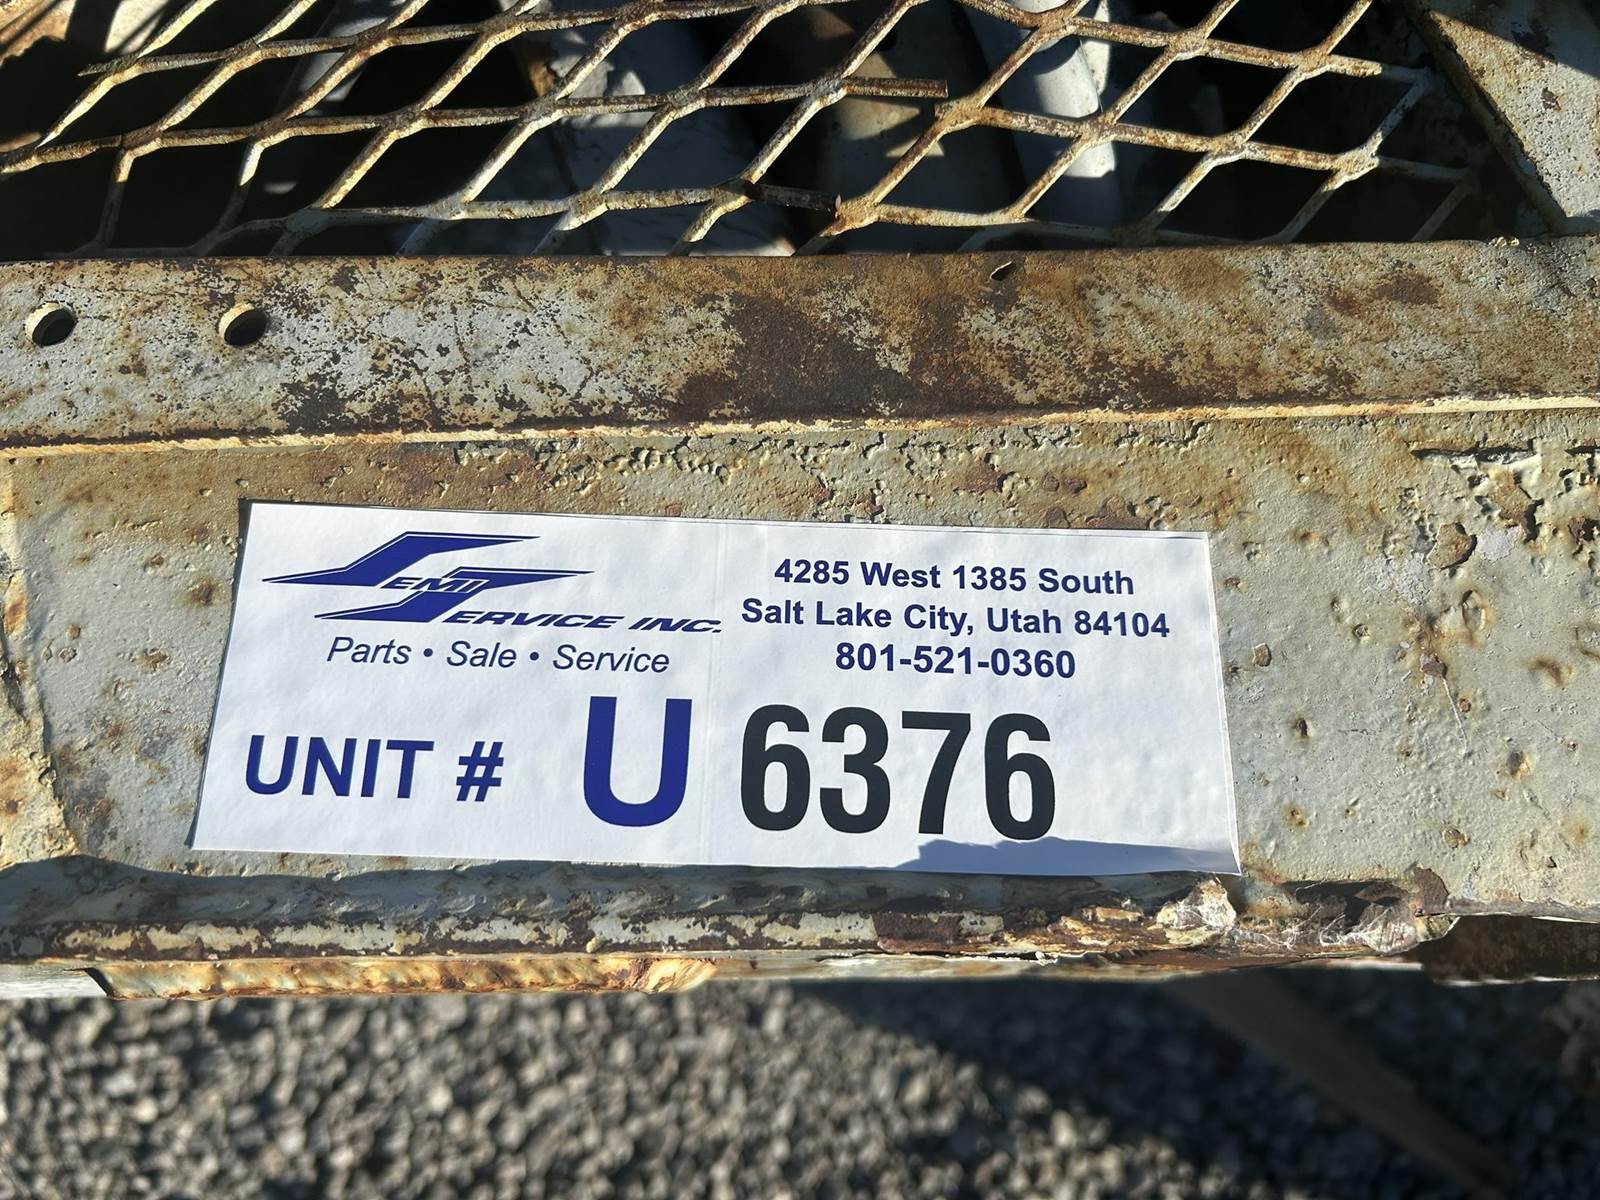 SEMI SERVICE INC.
Parts • Sale • Service
4285 West 1385 South
Salt Lake City, Utah 84104
801-521-0360
UNIT # U 6376